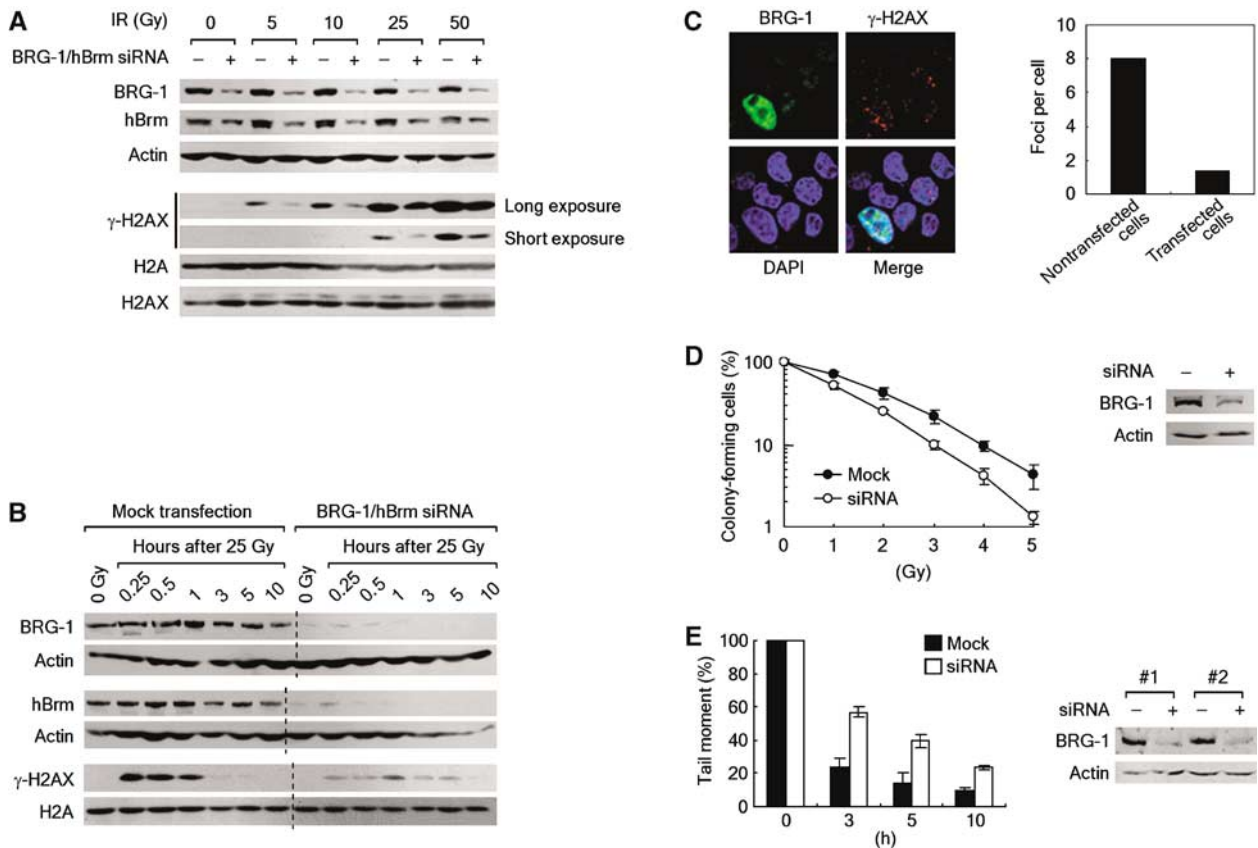 A
IR (Gy) 0 5 10 25 50
BRG-1/hBrm siRNA – + – + – + – + – +
BRG-1
hBrm
Actin
γ-H2AX
Long exposure
Short exposure
H2A
H2AX
B
Mock transfection BRG-1/hBrm siRNA
Hours after 25 Gy Hours after 25 Gy
0 Gy 0.25 0.5 1 3 5 10 0 Gy 0.25 0.5 1 3 5 10
BRG-1
Actin
hBrm
Actin
γ-H2AX
H2A
C
BRG-1 γ-H2AX
DAPI Merge
Foci per cell
10
8
6
4
2
0
Nontransfected cells
Transfected cells
D
Colony-forming cells (%)
100
10
1
Mock
siRNA
0 1 2 3 4 5
(Gy)
siRNA – +
BRG-1
Actin
E
Tail moment (%)
100
80
60
40
20
0
Mock
siRNA
0 3 5 10
(h)
#1 #2
siRNA – + – +
BRG-1
Actin